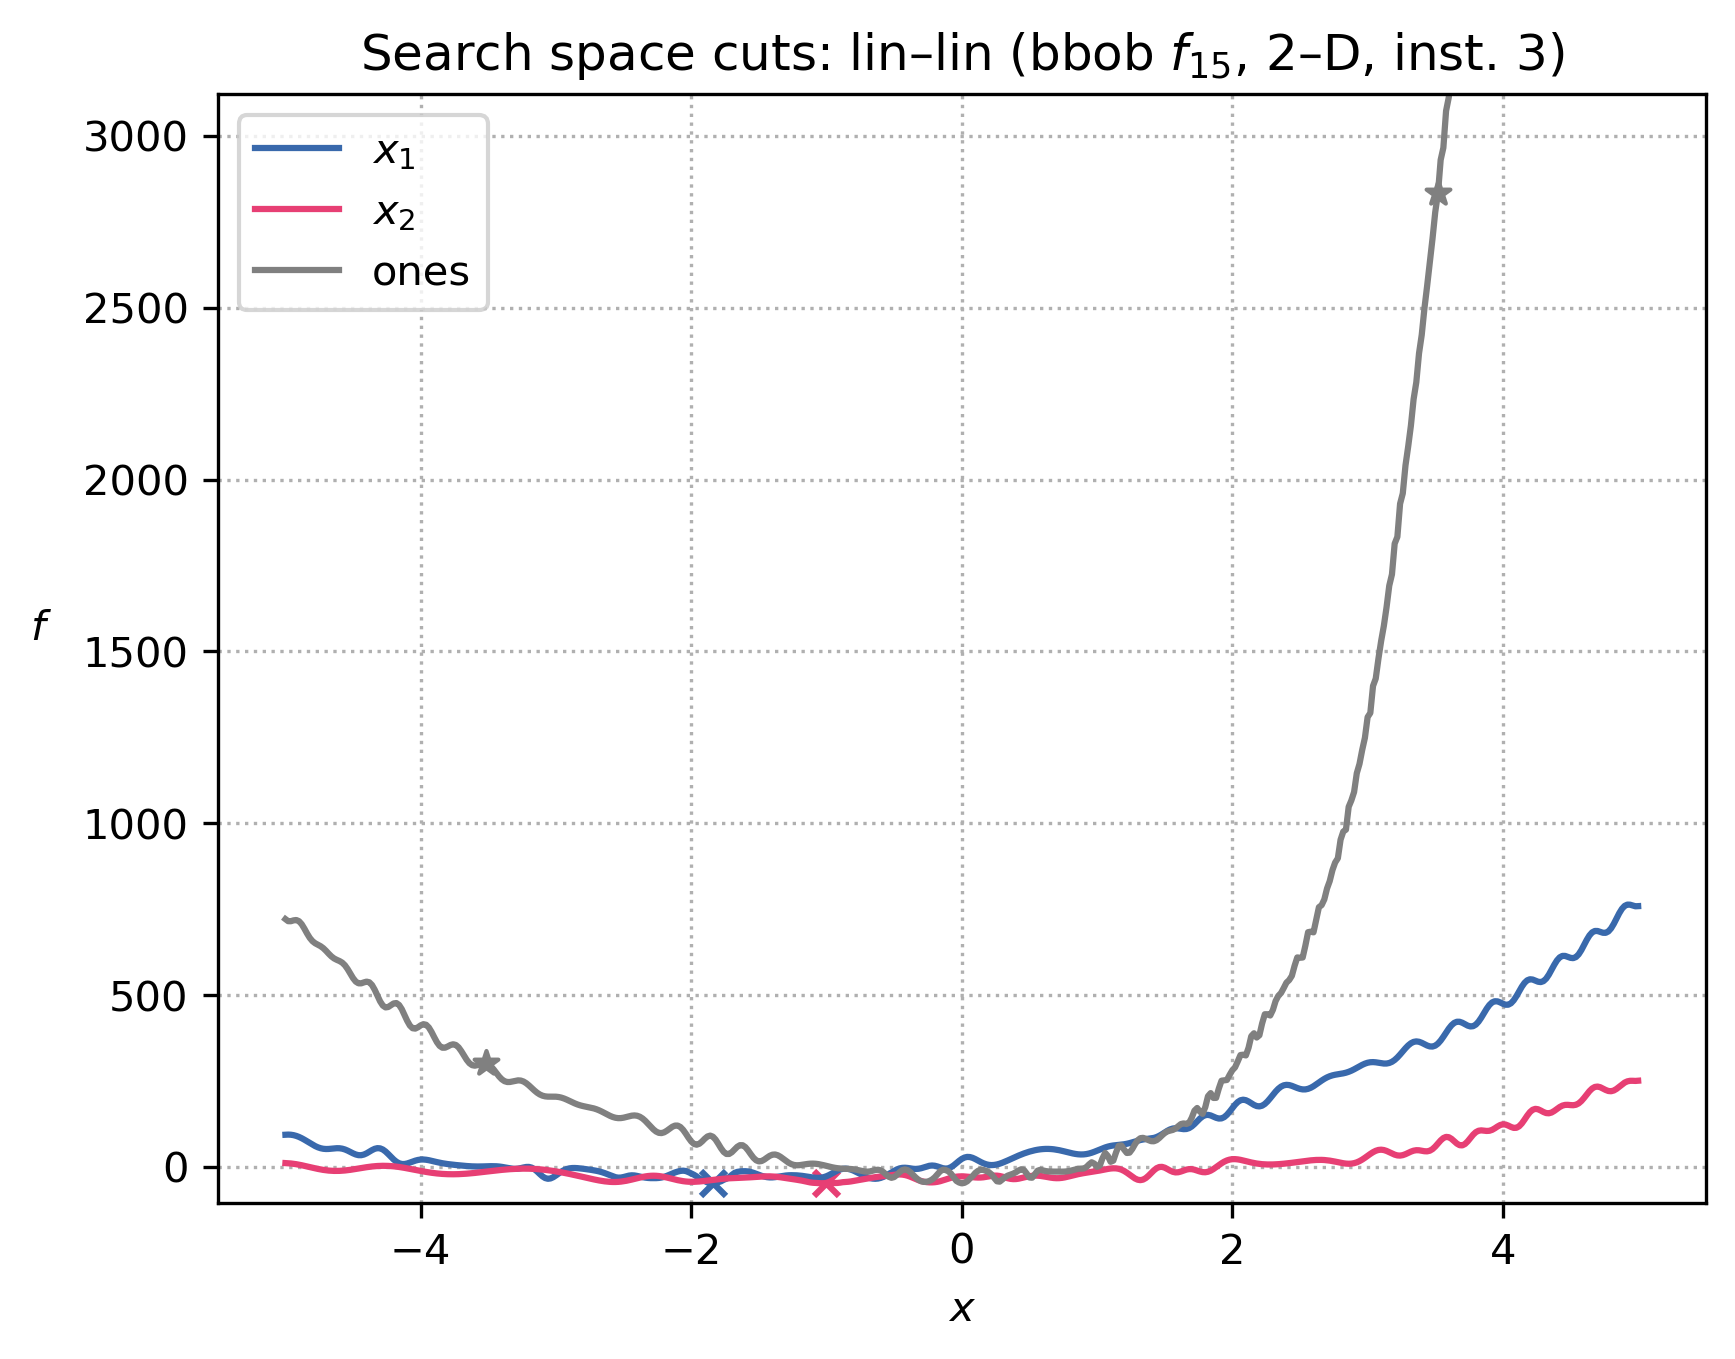 Search space cuts: lin–lin (bbob f₁₅, 2–D, inst. 3)
x₁
x₂
ones
3000
2500
2000
1500
1000
500
0
f
−4
−2
0
2
4
x